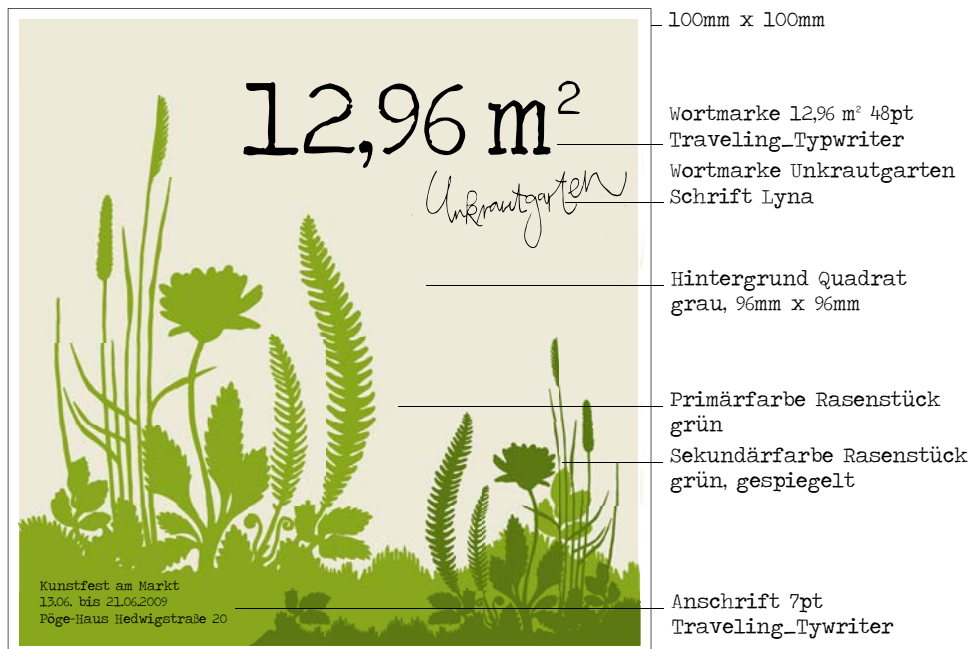 100mm x 100mm
12,96 m²
Unkrautgarten
Wortmarke 12,96 m² 48pt
Traveling_Typwriter
Wortmarke Unkrautgarten
Schrift Lyna
Hintergrund Quadrat
grau, 96mm x 96mm
Primärfarbe Rasenstück
grün
Sekundärfarbe Rasenstück
grün, gespiegelt
Kunstfest am Markt
13.06. bis 21.06.2009
Pöge-Haus Hedwigstraße 20
Anschrift 7pt
Traveling_Tywriter